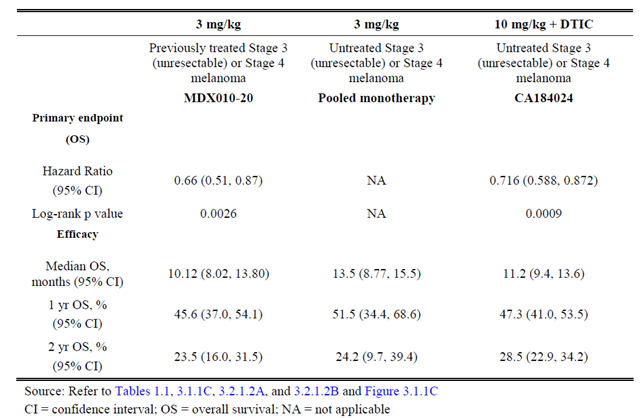 3 mg/kg 3 mg/kg 10 mg/kg + DTIC
Previously treated Stage 3 Untreated Stage 3 Untreated Stage 3
(unresectable) or Stage 4 (unresectable) or Stage 4 (unresectable) or Stage 4
melanoma melanoma melanoma
MDX010-20 Pooled monotherapy CA184024
Primary endpoint
(OS)
Hazard Ratio
(95% CI) 0.66 (0.51, 0.87) NA 0.716 (0.588, 0.872)
Log-rank p value 0.0026 NA 0.0009
Efficacy
Median OS,
months (95% CI) 10.12 (8.02, 13.80) 13.5 (8.77, 15.5) 11.2 (9.4, 13.6)
1 yr OS, % 45.6 (37.0, 54.1) 51.5 (34.4, 68.6) 47.3 (41.0, 53.5)
(95% CI)
2 yr OS, % 23.5 (16.0, 31.5) 24.2 (9.7, 39.4) 28.5 (22.9, 34.2)
(95% CI)
Source: Refer to Tables 1.1, 3.1.1C, 3.2.1.2A, and 3.2.1.2B and Figure 3.1.1C
CI = confidence interval; OS = overall survival; NA = not applicable